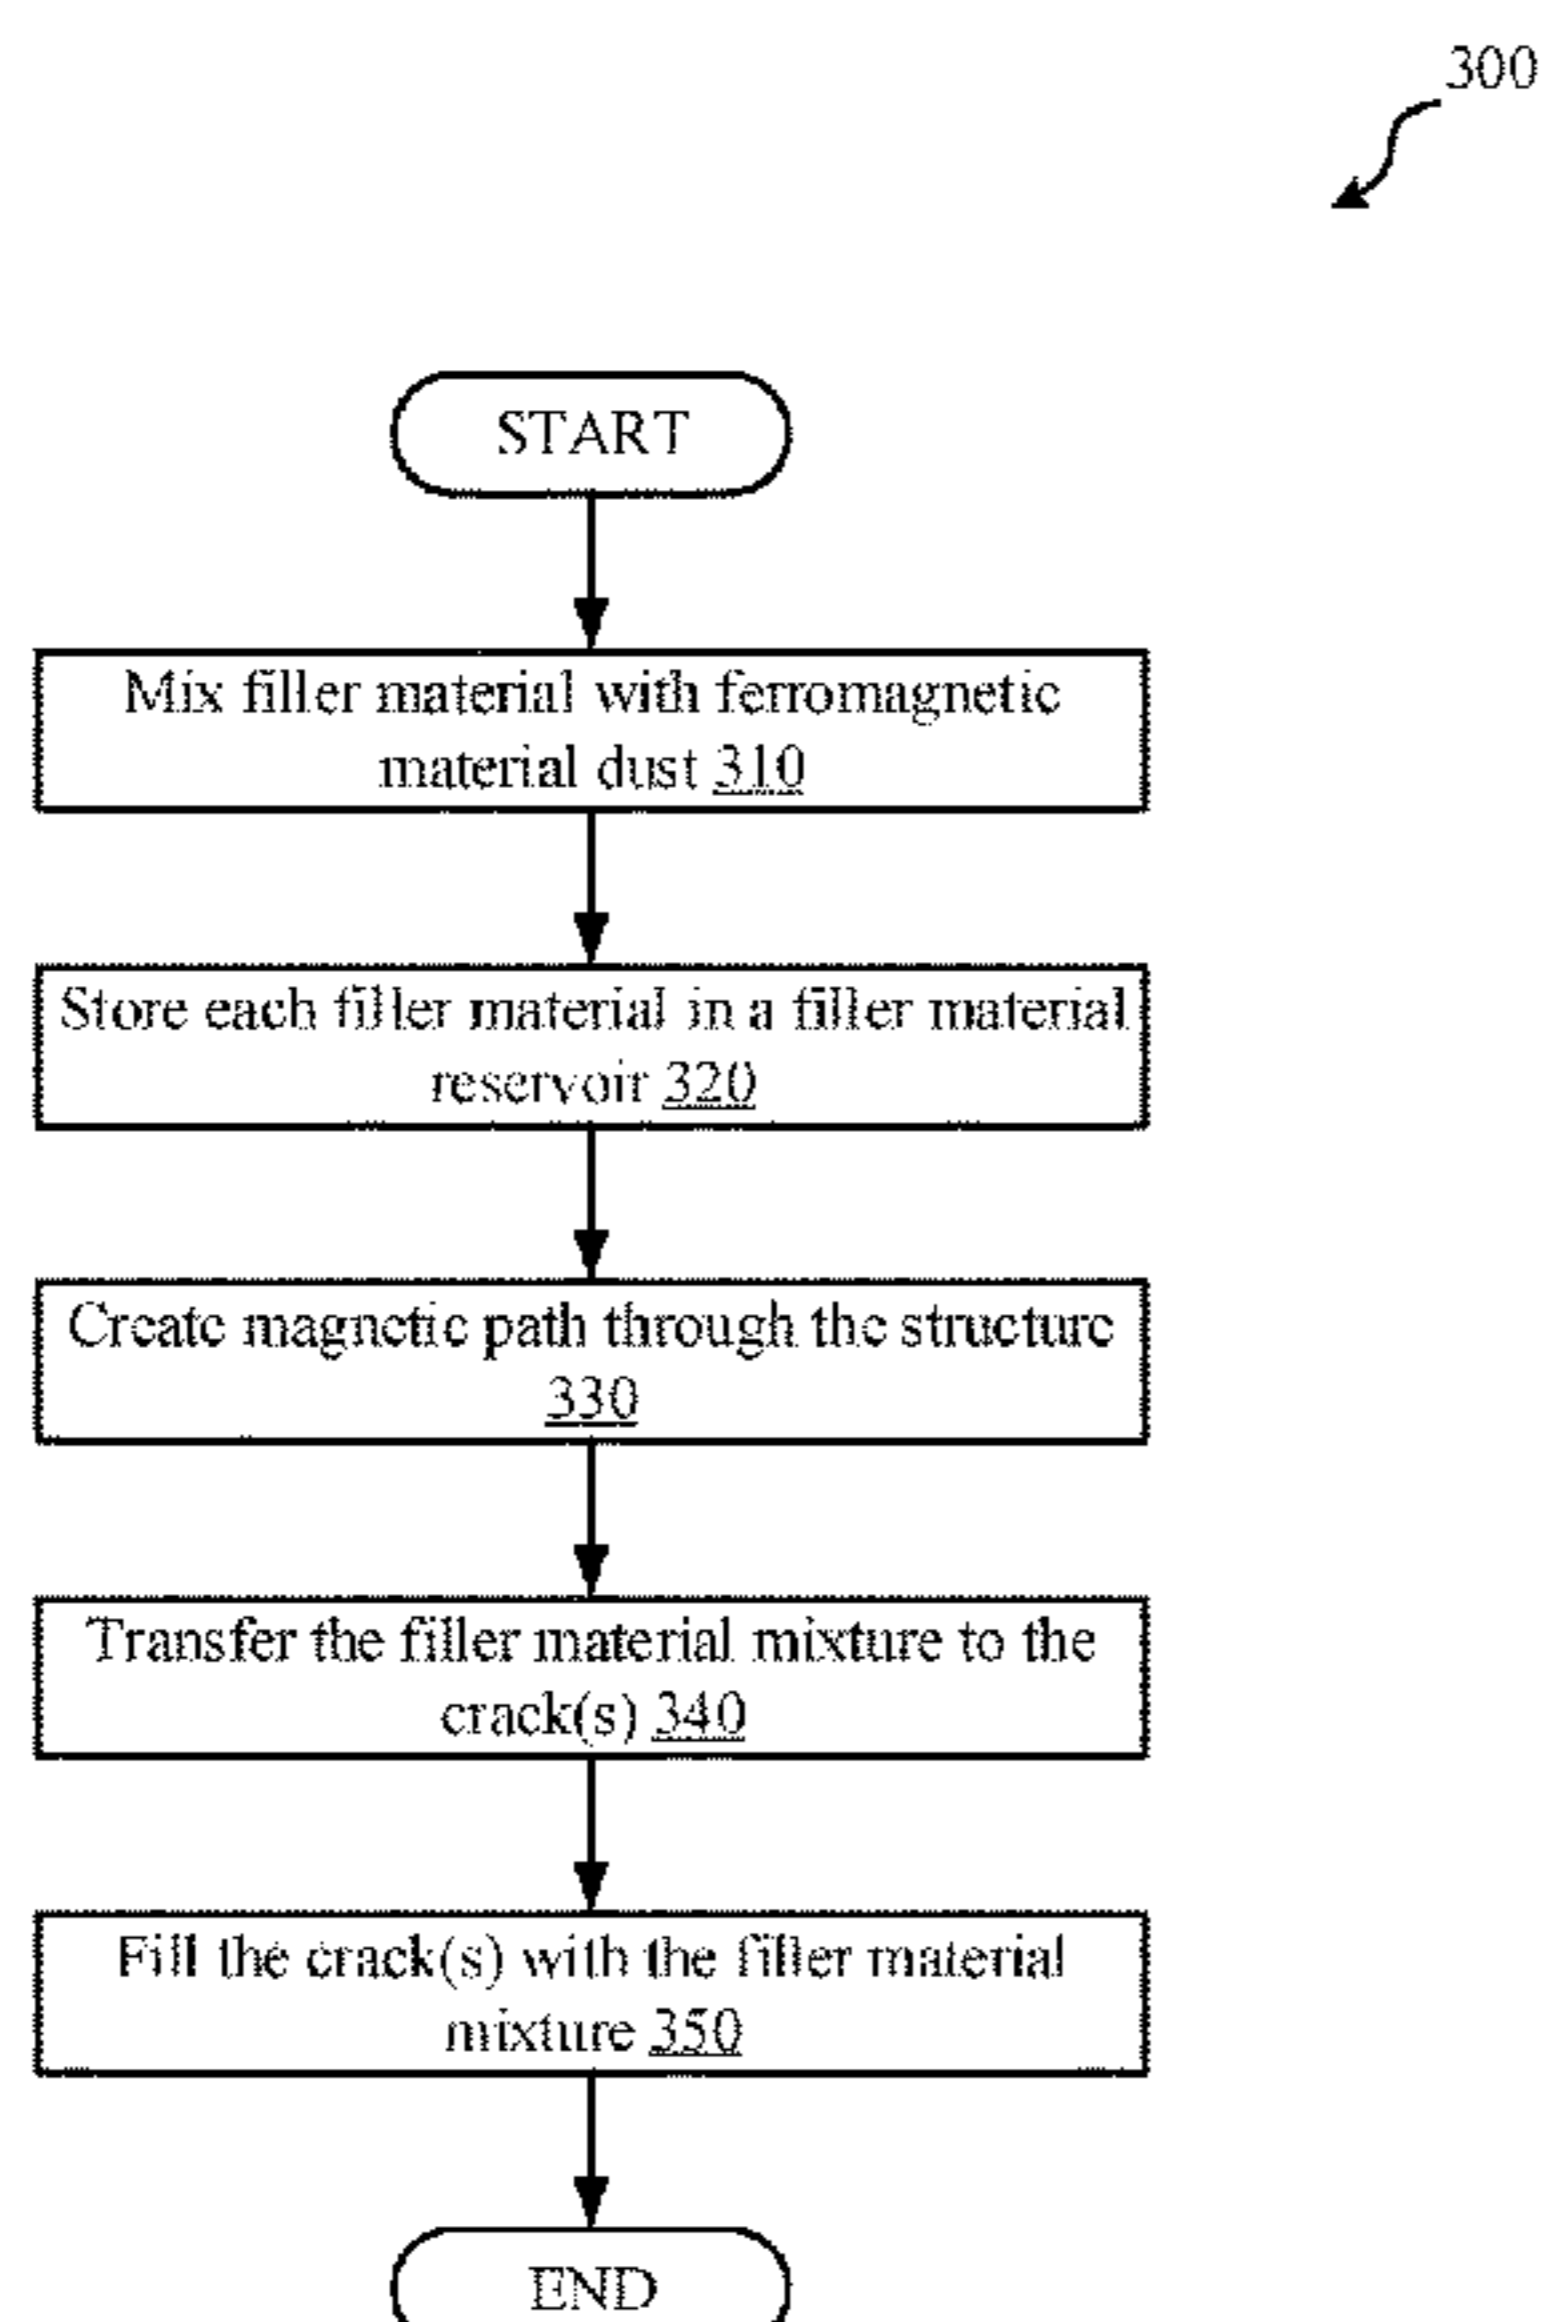 300
START
Mix filler material with ferromagnetic
material dust 310
Store each filler material in a filler material
reservoir 320
Create magnetic path through the structure
330
Transfer the filler material mixture to the
crack(s) 340
Fill the crack(s) with the filler material
mixture 350
END